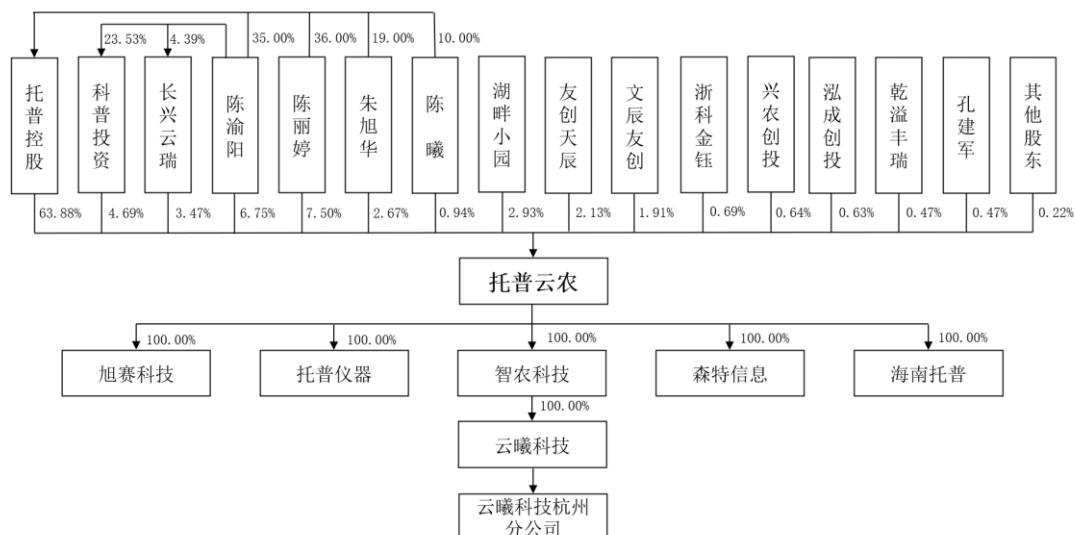 23.53% 4.39% 35.00% 36.00% 19.00% 10.00%
托普控股
科普投资
长兴云瑞
陈渝阳
陈丽婷
朱旭华
陈曦
湖畔小园
友创天辰
文辰友创
浙科金钰
兴农创投
泓成创投
乾溢丰瑞
孔建军
其他股东
63.88% 4.69% 3.47% 6.75% 7.50% 2.67% 0.94% 2.93% 2.13% 1.91% 0.69% 0.64% 0.63% 0.47% 0.47% 0.22%
托普云农
100.00% 100.00% 100.00% 100.00% 100.00%
旭赛科技 托普仪器 智农科技 森特信息 海南托普
100.00%
云曦科技
云曦科技杭州
分公司